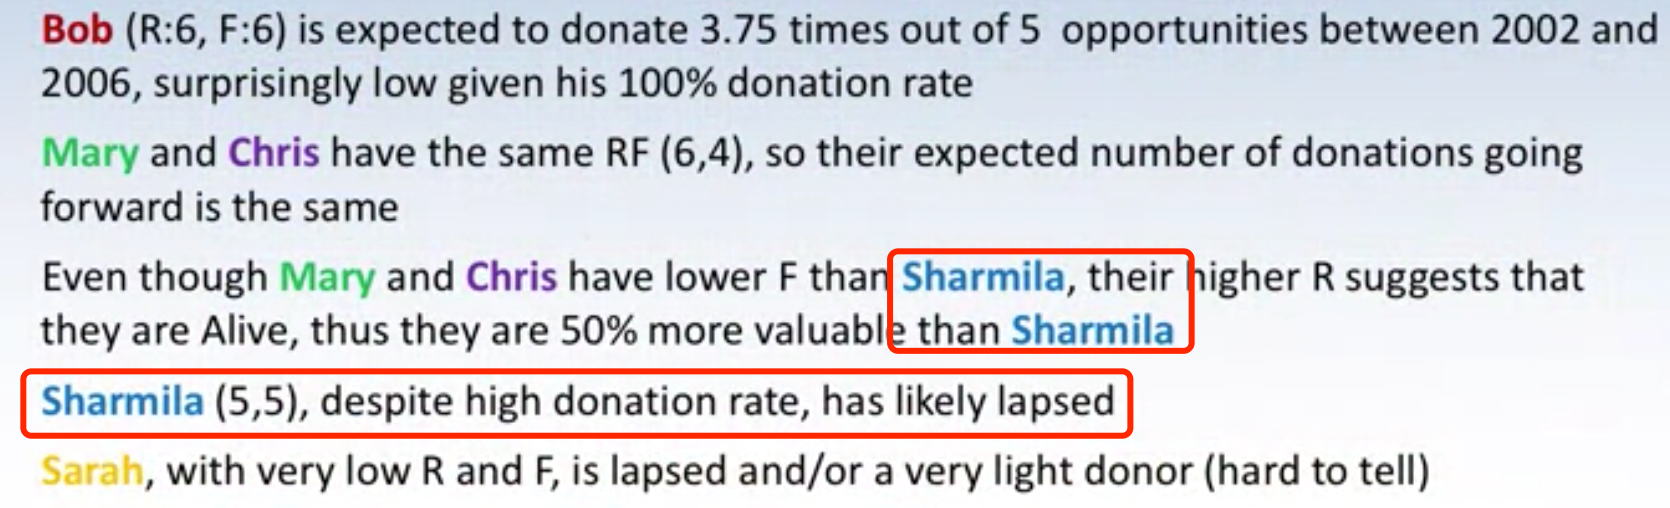 Bob (R:6, F:6) is expected to donate 3.75 times out of 5 opportunities between 2002 and
2006, surprisingly low given his 100% donation rate
Mary and Chris have the same RF (6,4), so their expected number of donations going
forward is the same
Even though Mary and Chris have lower F than Sharmila, their higher R suggests that
they are Alive, thus they are 50% more valuable than Sharmila
Sharmila (5,5), despite high donation rate, has likely lapsed
Sarah, with very low R and F, is lapsed and/or a very light donor (hard to tell)